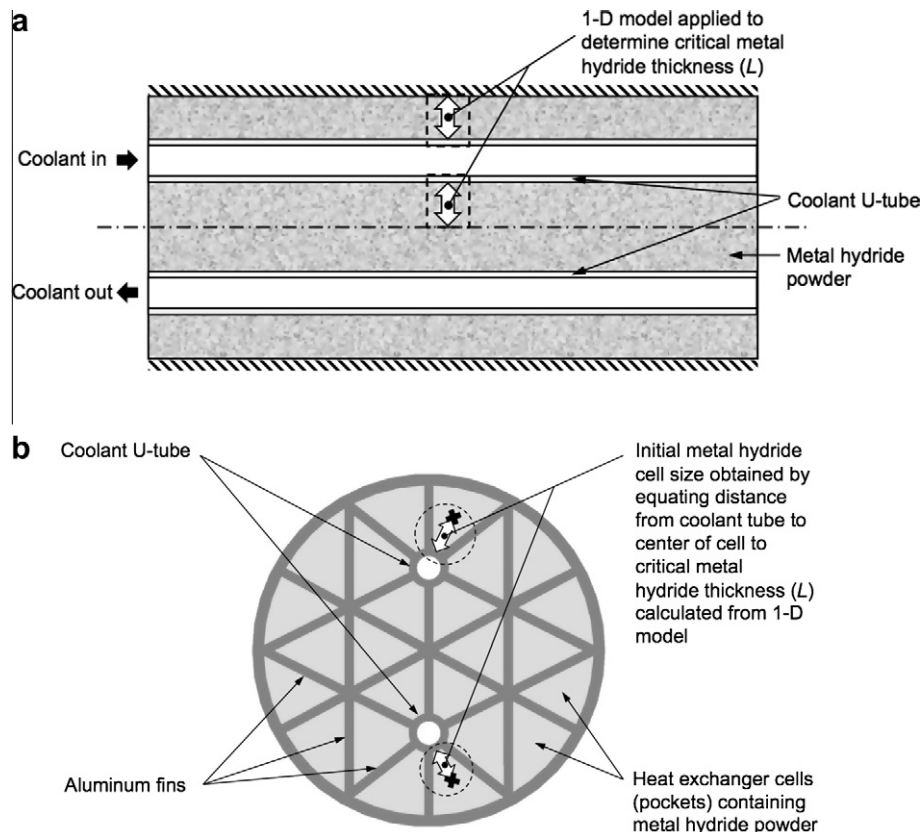 a
1-D model applied to
determine critical metal
hydride thickness (L)
Coolant in
Coolant U-tube
Metal hydride
powder
Coolant out
b
Coolant U-tube
Initial metal hydride
cell size obtained by
equating distance
from coolant tube to
center of cell to
critical metal
hydride thickness (L)
calculated from 1-D
model
Aluminum fins
Heat exchanger cells
(pockets) containing
metal hydride powder